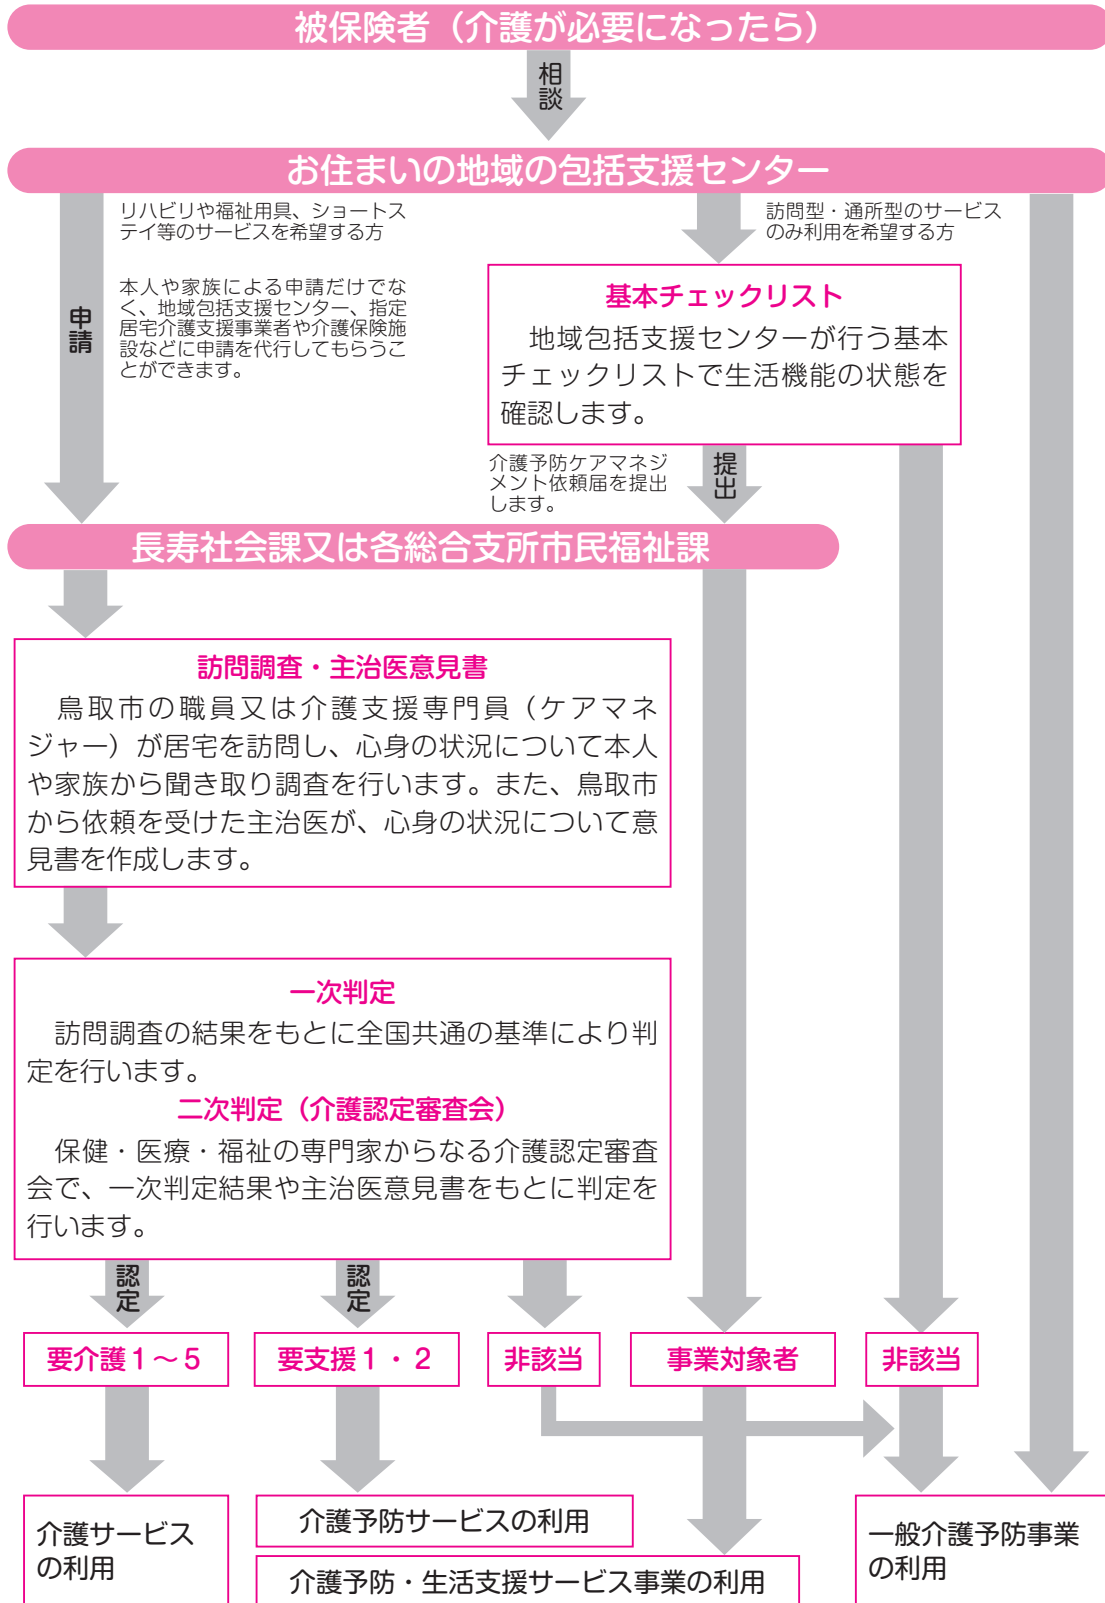 被保険者（介護が必要になったら）
相談
お住まいの地域の包括支援センター
リハビリや福祉用具、ショートス
テイ等のサービスを希望する方
申請
本人や家族による申請だけでな
く、地域包括支援センター、指定
居宅介護支援事業者や介護保険施
設などに申請を代行してもらうこ
とができます。
訪問型・通所型のサービス
のみ利用を希望する方
基本チェックリスト
地域包括支援センターが行う基本
チェックリストで生活機能の状態を
確認します。
介護予防ケアマネジ
メント依頼届を提出
します。
提出
長寿社会課又は各総合支所市民福祉課
訪問調査・主治医意見書
鳥取市の職員又は介護支援専門員（ケアマネ
ジャー）が居宅を訪問し、心身の状況について本人
や家族から聞き取り調査を行います。また、鳥取市
から依頼を受けた主治医が、心身の状況について意
見書を作成します。
一次判定
訪問調査の結果をもとに全国共通の基準により判
定を行います。
二次判定（介護認定審査会）
保健・医療・福祉の専門家からなる介護認定審査
会で、一次判定結果や主治医意見書をもとに判定を
行います。
認定
認定
要介護１～５
要支援１・２
非該当
事業対象者
非該当
介護サービス
の利用
介護予防サービスの利用
介護予防・生活支援サービス事業の利用
一般介護予防事業
の利用